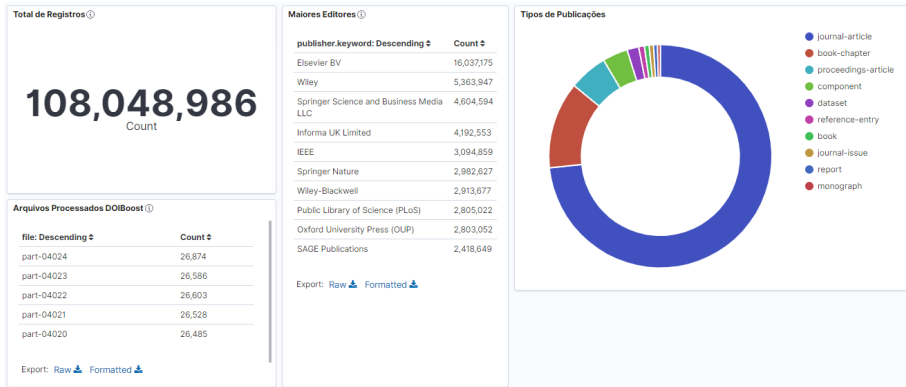 Total de Registros
108,048,986
Count
Arquivos Processados DOIBoost
file: Descending Count
part-04024 26,874
part-04023 26,586
part-04022 26,603
part-04021 26,528
part-04020 26,485
Export: Raw Formatted
Maiores Editores
publisher.keyword: Descending Count
Elsevier BV 16,037,175
Wiley 5,363,947
Springer Science and Business Media 4,604,594
LLC
Informa UK Limited 4,192,553
IEEE 3,094,859
Springer Nature 2,982,627
Wiley-Blackwell 2,913,677
Public Library of Science (PLoS) 2,805,022
Oxford University Press (OUP) 2,803,052
SAGE Publications 2,418,649
Export: Raw Formatted
Tipos de Publicações
journal-article
book-chapter
proceedings-article
component
dataset
reference-entry
book
journal-issue
report
monograph